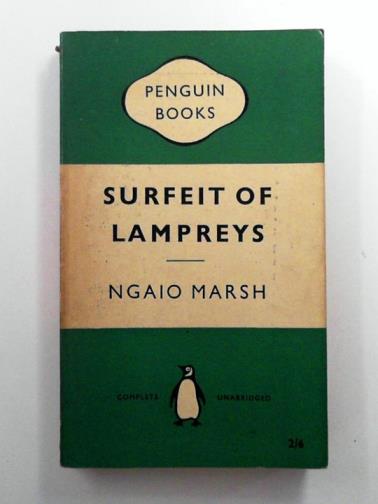 PENGUIN
BOOKS
SURFEIT OF
LAMPREYS
NGAIO MARSH
COMPLETE UNABRIDGED
2/6